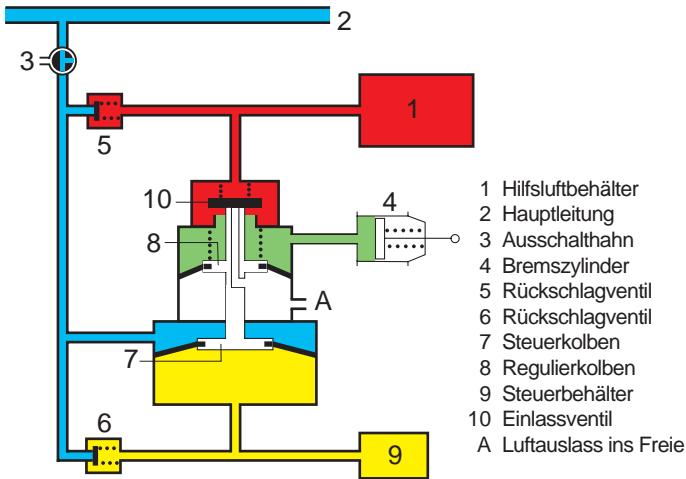 2
3
1
5
10
4
8
A
7
6
9
1 Hilfsluftbehälter
2 Hauptleitung
3 Ausschalthahn
4 Bremszylinder
5 Rückschlagventil
6 Rückschlagventil
7 Steuerkolben
8 Regulierkolben
9 Steuerbehälter
10 Einlassventil
A Luftauslass ins Freie